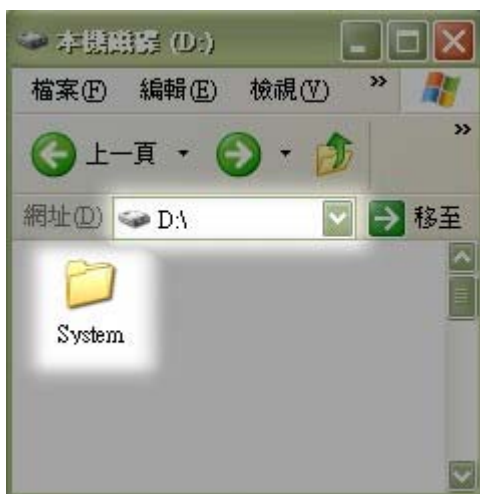 本機磁碟 (D:)
檔案(F) 編輯(E) 檢視(V) »
上一頁 »
網址(D) D:\ 移至
System